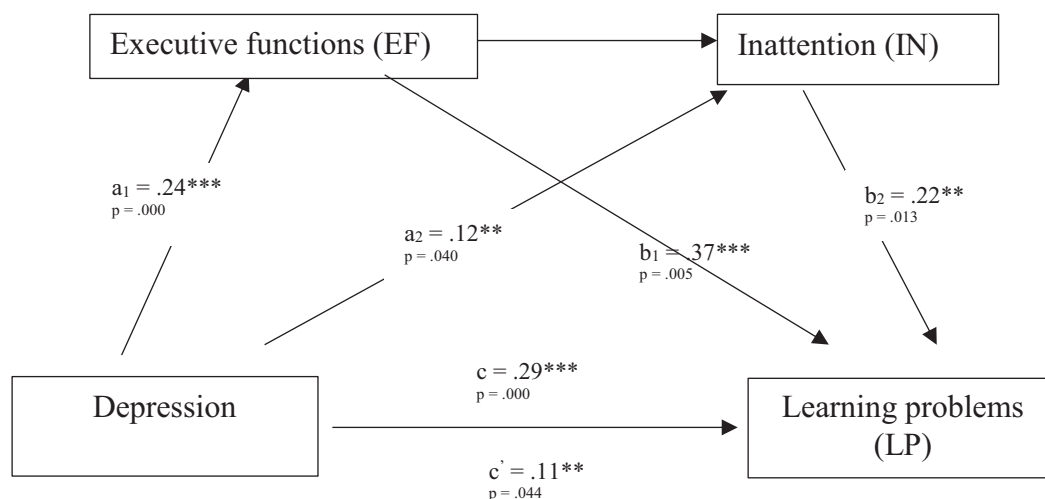 Executive functions (EF)
Inattention (IN)
a₁ = .24***
p = .000
a₂ = .12**
p = .040
b₁ = .37***
p = .005
b₂ = .22**
p = .013
Depression
c = .29***
p = .000
c’ = .11**
p = .044
Learning problems
(LP)